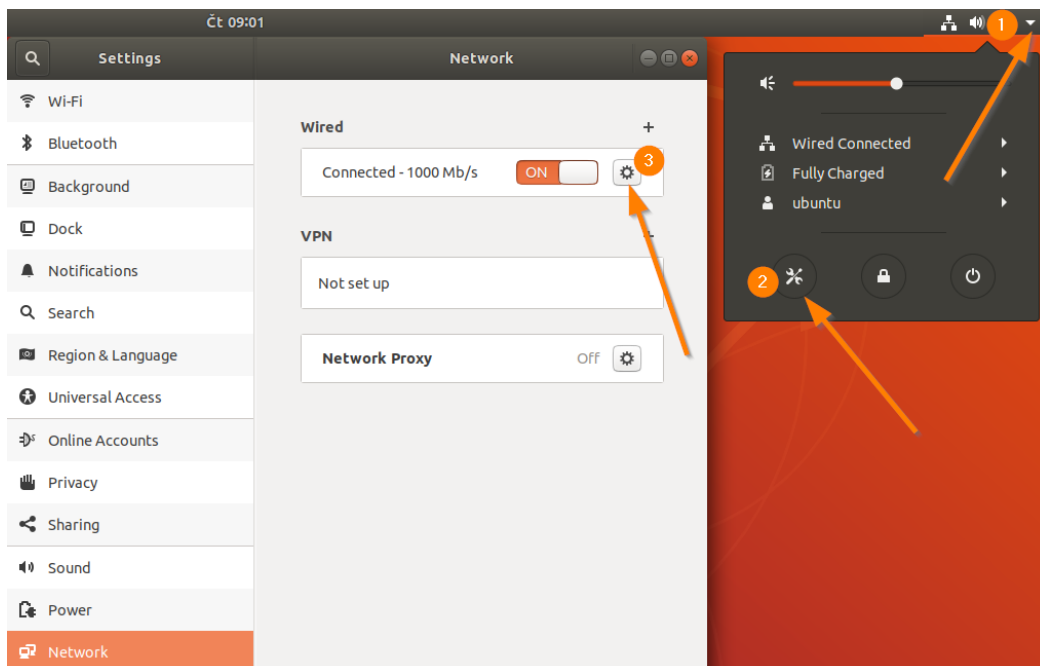 Čt 09:01
1
Settings
Network
Wi-Fi
Bluetooth
Background
Dock
Notifications
Search
Region & Language
Universal Access
Online Accounts
Privacy
Sharing
Sound
Power
Network
Wired
+
Connected - 1000 Mb/s
ON
3
VPN
+
Not set up
Network Proxy
Off
Wired Connected
Fully Charged
ubuntu
2